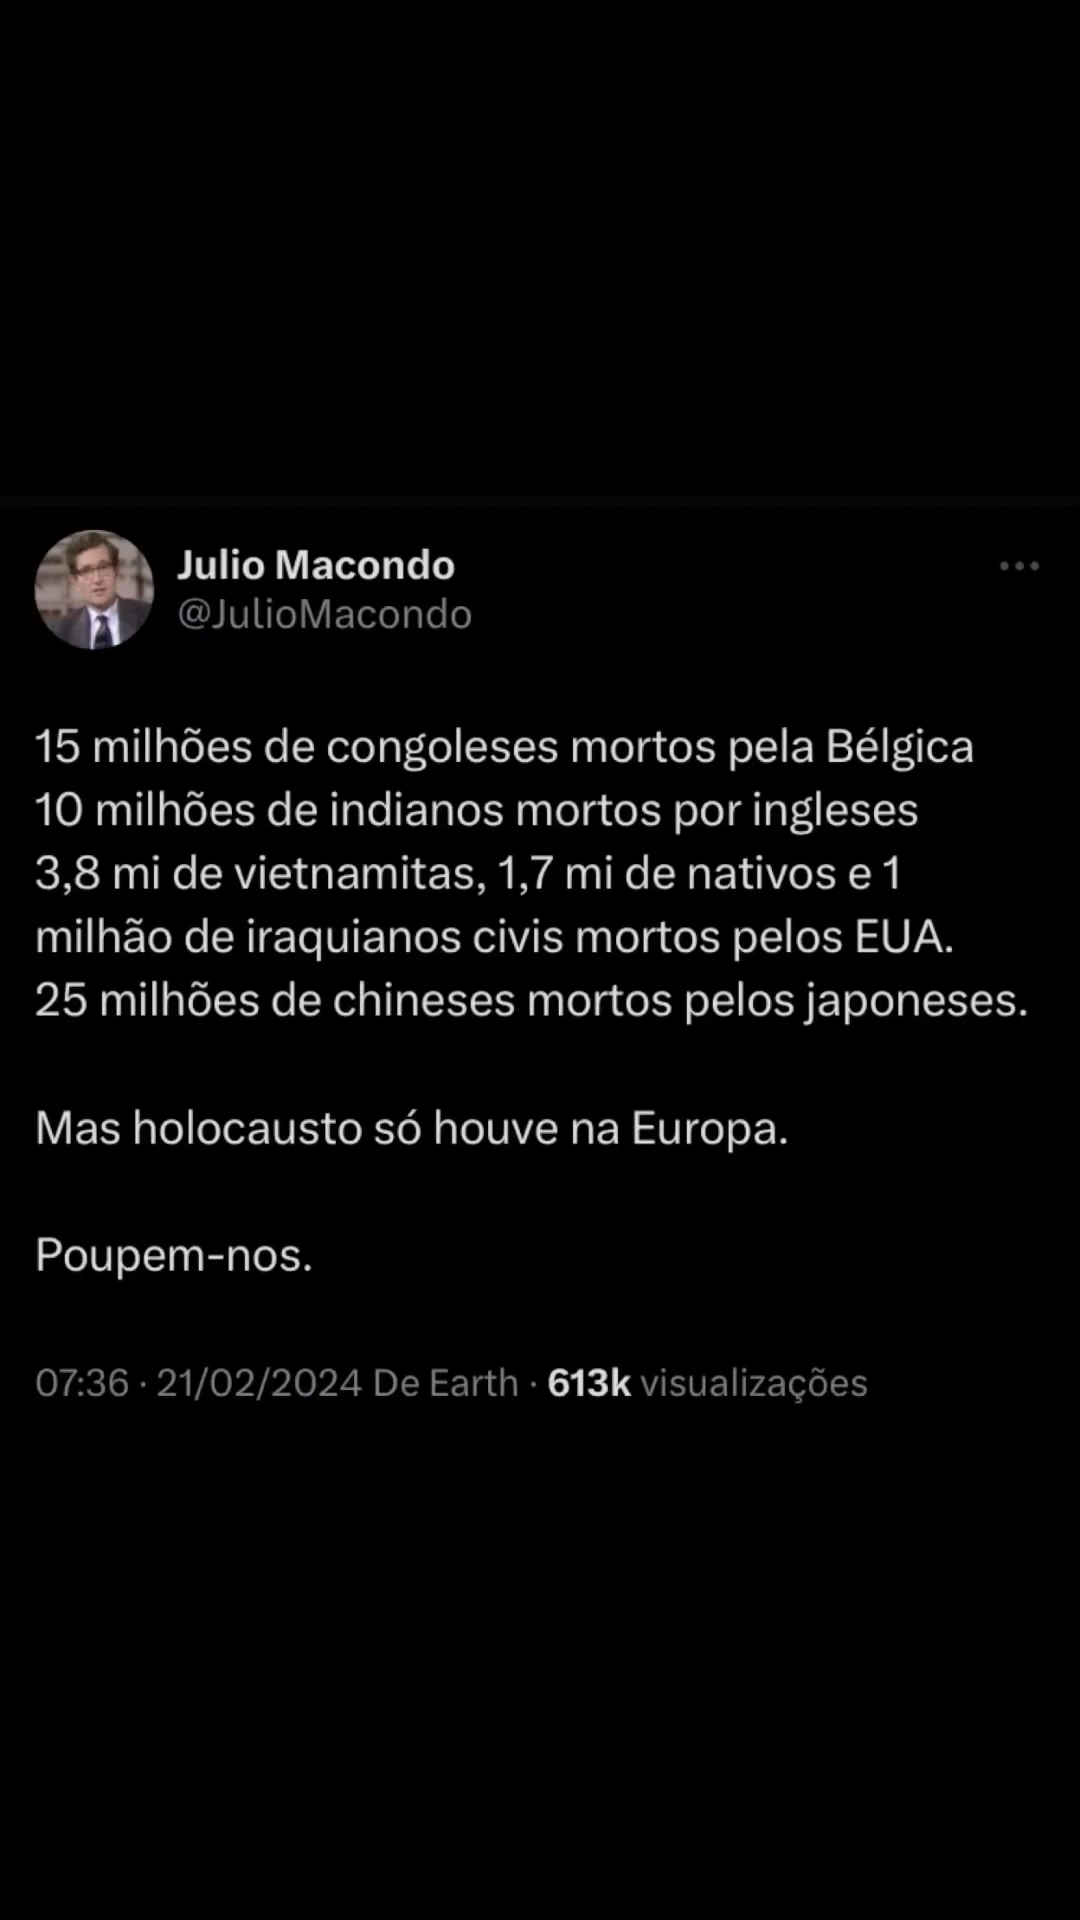 Julio Macondo
@JulioMacondo
15 milhões de congoleses mortos pela Bélgica
10 milhões de indianos mortos por ingleses
3,8 mi de vietnamitas, 1,7 mi de nativos e 1
milhão de iraquianos civis mortos pelos EUA.
25 milhões de chineses mortos pelos japoneses.
Mas holocausto só houve na Europa.
Poupem-nos.
07:36 · 21/02/2024 De Earth · 613k visualizações